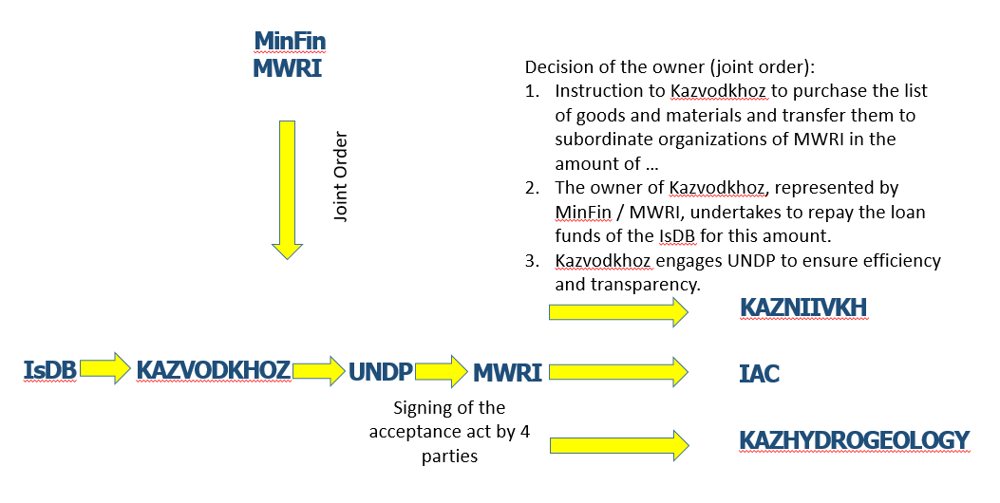 MinFin
MWRI
Joint Order
Decision of the owner (joint order):
1. Instruction to Kazvodkhoz to purchase the list
of goods and materials and transfer them to
subordinate organizations of MWRI in the
amount of ...
2. The owner of Kazvodkhoz, represented by
MinFin / MWRI, undertakes to repay the loan
funds of the IsDB for this amount.
3. Kazvodkhoz engages UNDP to ensure efficiency
and transparency.
IsDB
KAZVODKHOZ
UNDP
MWRI
Signing of the
acceptance act by 4
parties
KAZNIIVKH
IAC
KAZHYDROGEOLOGY